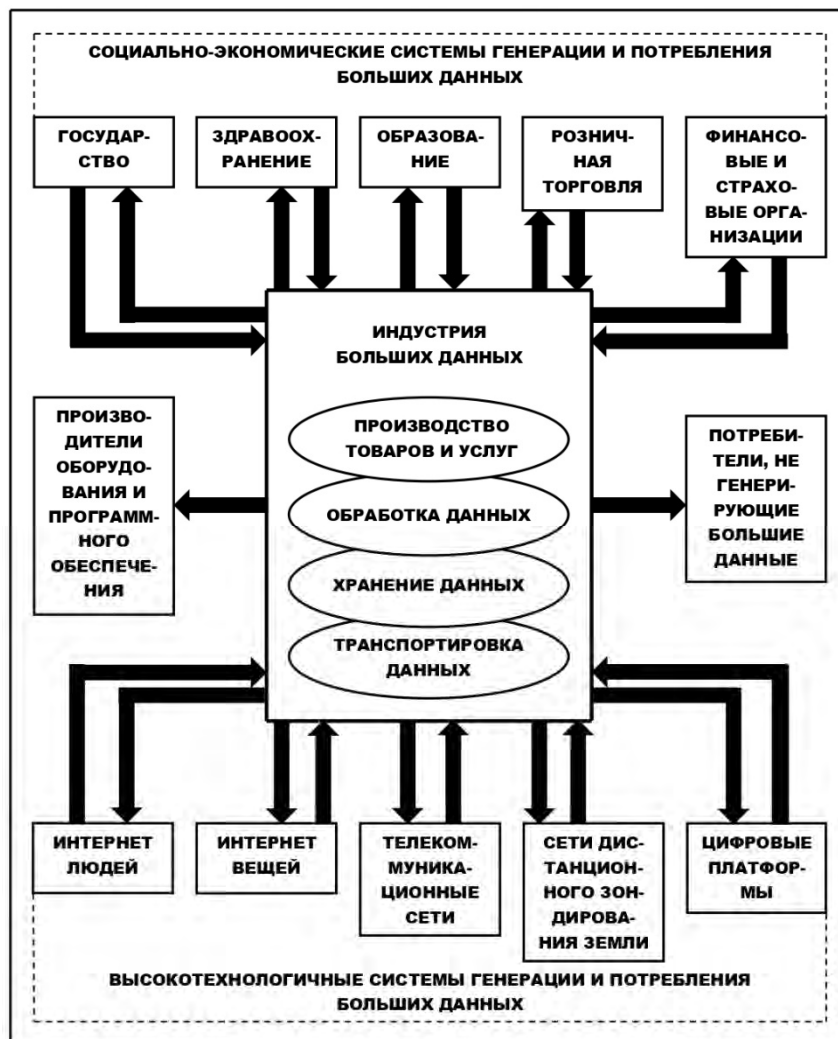 СОЦИАЛЬНО-ЭКОНОМИЧЕСКИЕ СИСТЕМЫ ГЕНЕРАЦИИ И ПОТРЕБЛЕНИЯ
БОЛЬШИХ ДАННЫХ
ГОСУДАР-
СТВО
ЗДРАВООХ-
РАНЕНИЕ
ОБРАЗОВА-
НИЕ
РОЗНИЧ-
НАЯ
ТОРГОВЛЯ
ФИНАНСО-
ВЫЕ И
СТРАХО-
ВЫЕ ОРГА-
НИЗАЦИИ
ИНДУСТРИЯ
БОЛЬШИХ ДАННЫХ
ПРОИЗВО-
ДИТЕЛИ
ОБОРУДО-
ВАНИЯ И
ПРОГРАММ-
НОГО
ОБЕСПЕЧЕ-
НИЯ
ПРОИЗВОДСТВО
ТОВАРОВ И УСЛУГ
ОБРАБОТКА ДАННЫХ
ХРАНЕНИЕ ДАННЫХ
ТРАНСПОРТИРОВКА
ДАННЫХ
ПОТРЕБИ-
ТЕЛИ, НЕ
ГЕНЕРИ-
РУЮЩИЕ
БОЛЬШИЕ
ДАННЫЕ
ИНТЕРНЕТ
ЛЮДЕЙ
ИНТЕРНЕТ
ВЕЩЕЙ
ТЕЛЕКОМ-
МУНИКА-
ЦИОННЫЕ
СЕТИ
СЕТИ ДИС-
ТАНЦИОН-
НОГО ЗОН-
ДИРОВА-
НИЯ ЗЕМЛИ
ЦИФРОВЫЕ
ПЛАТФОР-
МЫ
ВЫСОКОТЕХНОЛОГИЧНЫЕ СИСТЕМЫ ГЕНЕРАЦИИ И ПОТРЕБЛЕНИЯ
БОЛЬШИХ ДАННЫХ